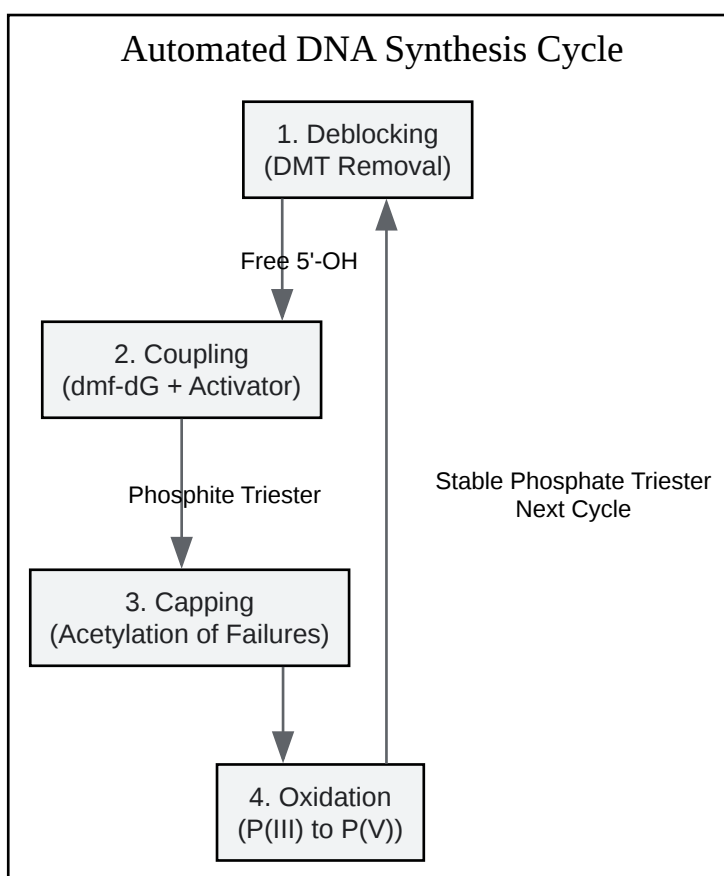 Automated DNA Synthesis Cycle
1. Deblocking
(DMT Removal)
Free 5'-OH
2. Coupling
(dmf-dG + Activator)
Phosphite Triester
Stable Phosphate Triester
Next Cycle
3. Capping
(Acetylation of Failures)
4. Oxidation
(P(III) to P(V))